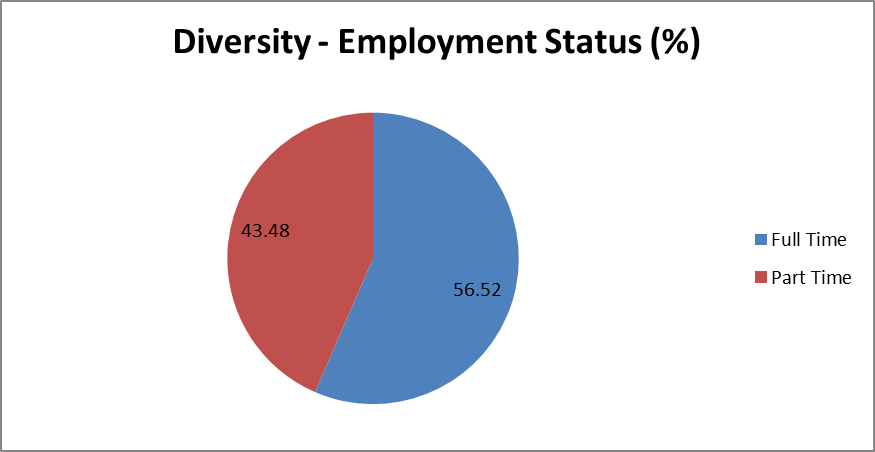 Diversity - Employment Status (%)
43.48
56.52
Full Time
Part Time